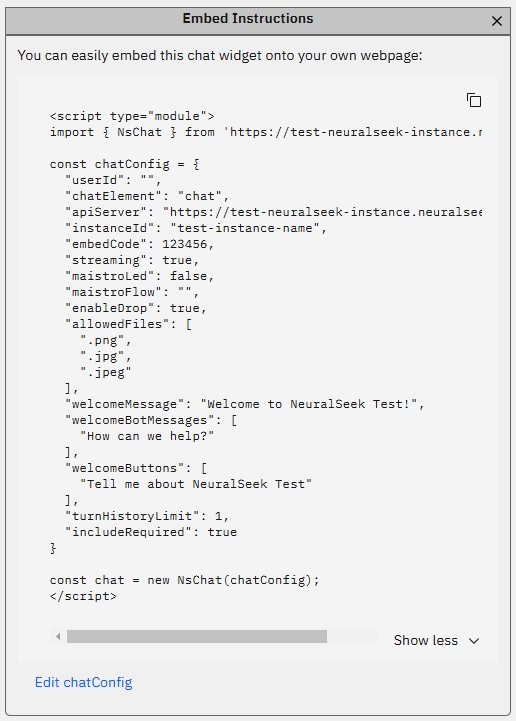 Embed Instructions
You can easily embed this chat widget onto your own webpage:
<script type="module">
import { NsChat } from 'https://test-neuralseek-instance.
const chatConfig = {
  "userId": "",
  "chatElement": "chat",
  "apiServer": "https://test-neuralseek-instance.neuralsee
  "instanceId": "test-instance-name",
  "embedCode": 123456,
  "streaming": true,
  "maistroLed": false,
  "maistroFlow": "",
  "enableDrop": true,
  "allowedFiles": [
    ".png",
    ".jpg",
    ".jpeg"
  ],
  "welcomeMessage": "Welcome to NeuralSeek Test!",
  "welcomeBotMessages": [
    "How can we help?"
  ],
  "welcomeButtons": [
    "Tell me about NeuralSeek Test"
  ],
  "turnHistoryLimit": 1,
  "includeRequired": true
}
const chat = new NsChat(chatConfig);
</script>
Show less
Edit chatConfig